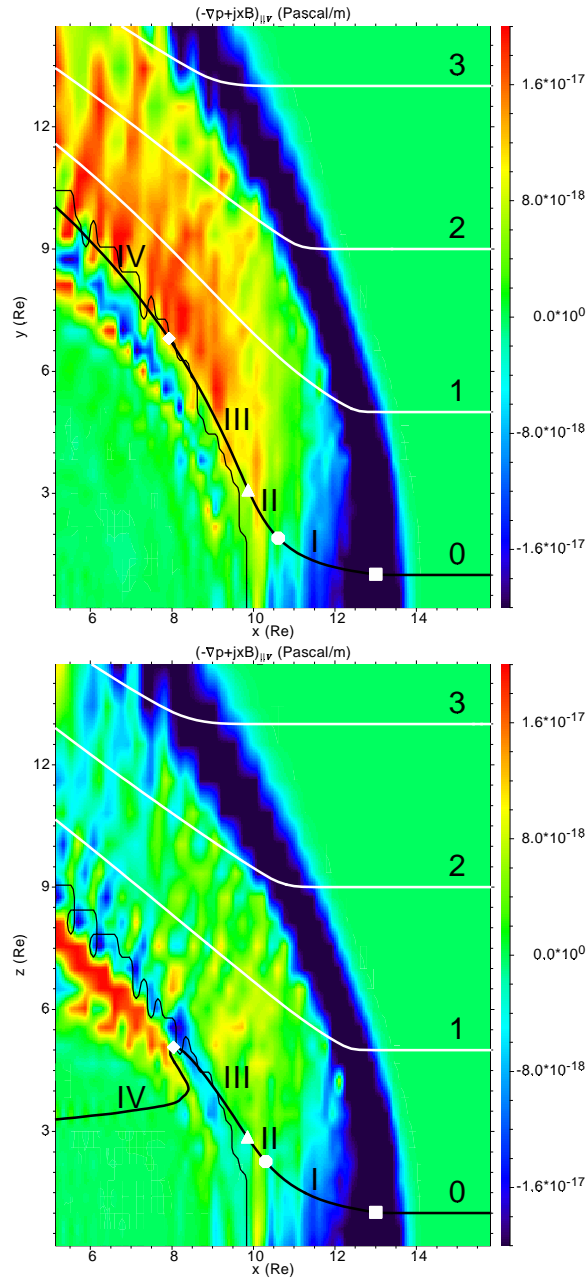 (-∇p+jxB)||v (Pascal/m)
3
2
1
0
IV
III
II
I
12
9
6
3
y (Re)
6 8 10 12 14
x (Re)
1.6*10⁻¹⁷
8.0*10⁻¹⁸
0.0*10⁰
-8.0*10⁻¹⁸
-1.6*10⁻¹⁷
(-∇p+jxB)||v (Pascal/m)
3
2
1
0
III
IV
II
I
12
9
6
3
z (Re)
6 8 10 12 14
x (Re)
1.6*10⁻¹⁷
8.0*10⁻¹⁸
0.0*10⁰
-8.0*10⁻¹⁸
-1.6*10⁻¹⁷